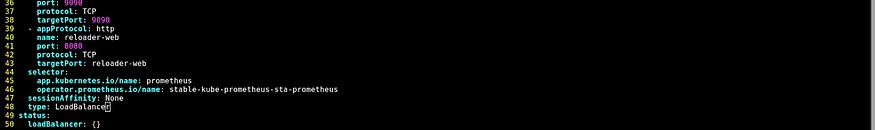 36 port: 9090
37 protocol: TCP
38 targetPort: 9090
39 - appProtocol: http
40 name: reloader-web
41 port: 8080
42 protocol: TCP
43 targetPort: reloader-web
44 selector:
45 app.kubernetes.io/name: prometheus
46 operator.prometheus.io/name: stable-kube-prometheus-sta-prometheus
47 sessionAffinity: None
48 type: LoadBalancer
49 status:
50 loadBalancer: {}